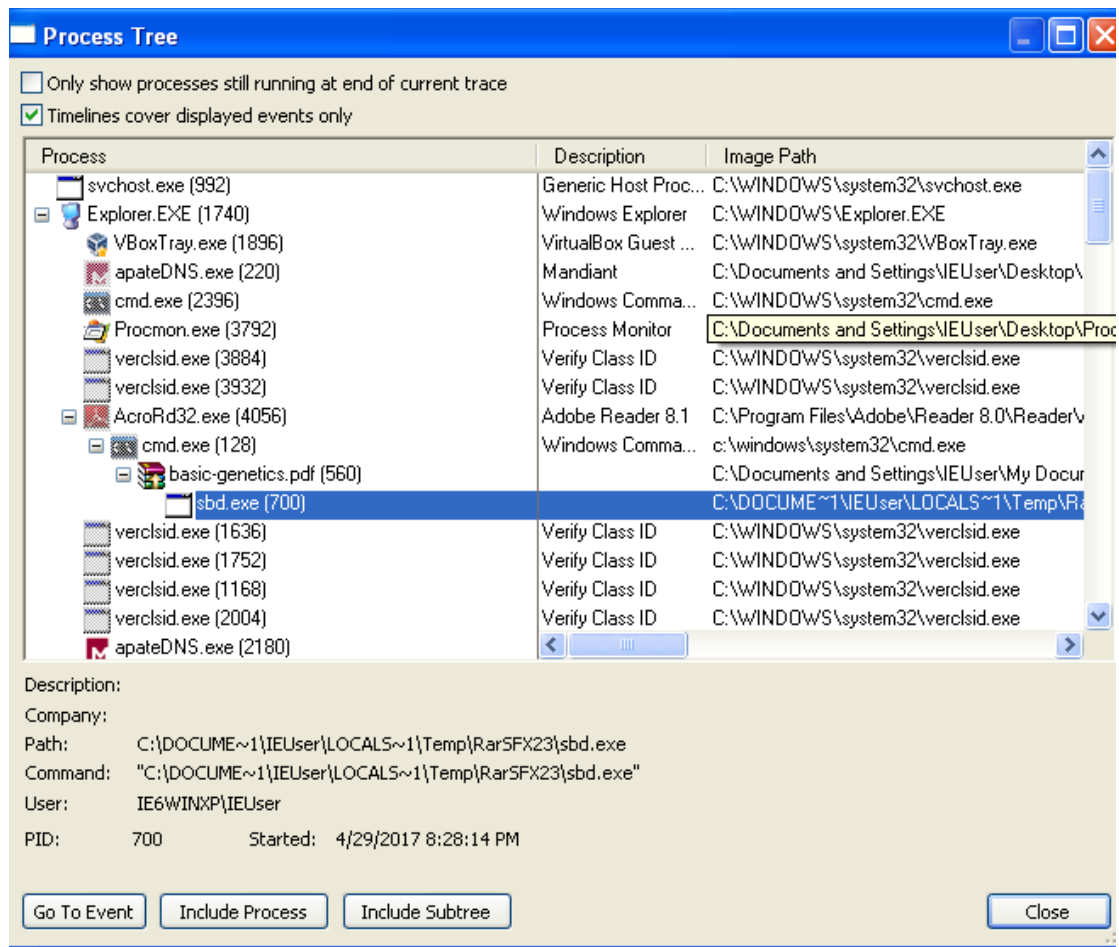 Process Tree
Only show processes still running at end of current trace
Timelines cover displayed events only
Process Description Image Path
svchost.exe (992) Generic Host Proc... C:\WINDOWS\system32\svchost.exe
Explorer.EXE (1740) Windows Explorer C:\WINDOWS\Explorer.EXE
VBoxTray.exe (1896) VirtualBox Guest ... C:\WINDOWS\system32\VBoxTray.exe
apateDNS.exe (220) Mandiant C:\Documents and Settings\IEUser\Desktop\
cmd.exe (2396) Windows Comma... C:\WINDOWS\system32\cmd.exe
Procmon.exe (3792) Process Monitor C:\Documents and Settings\IEUser\Desktop\Proc
verclsid.exe (3884) Verify Class ID C:\WINDOWS\system32\verclsid.exe
verclsid.exe (3932) Verify Class ID C:\WINDOWS\system32\verclsid.exe
AcroRd32.exe (4056) Adobe Reader 8.1 C:\Program Files\Adobe\Reader 8.0\Reader\
cmd.exe (128) Windows Comma... c:\windows\system32\cmd.exe
basic-genetics.pdf (560) C:\Documents and Settings\IEUser\My Docur
sbd.exe (700) C:\DOCUME~1\IEUser\LOCALS~1\Temp\Ra
verclsid.exe (1636) Verify Class ID C:\WINDOWS\system32\verclsid.exe
verclsid.exe (1752) Verify Class ID C:\WINDOWS\system32\verclsid.exe
verclsid.exe (1168) Verify Class ID C:\WINDOWS\system32\verclsid.exe
verclsid.exe (2004) Verify Class ID C:\WINDOWS\system32\verclsid.exe
apateDNS.exe (2180)
Description:
Company:
Path: C:\DOCUME~1\IEUser\LOCALS~1\Temp\RarSFX23\sbd.exe
Command: "C:\DOCUME~1\IEUser\LOCALS~1\Temp\RarSFX23\sbd.exe"
User: IE6WINXP\IEUser
PID: 700 Started: 4/29/2017 8:28:14 PM
Go To Event Include Process Include Subtree Close